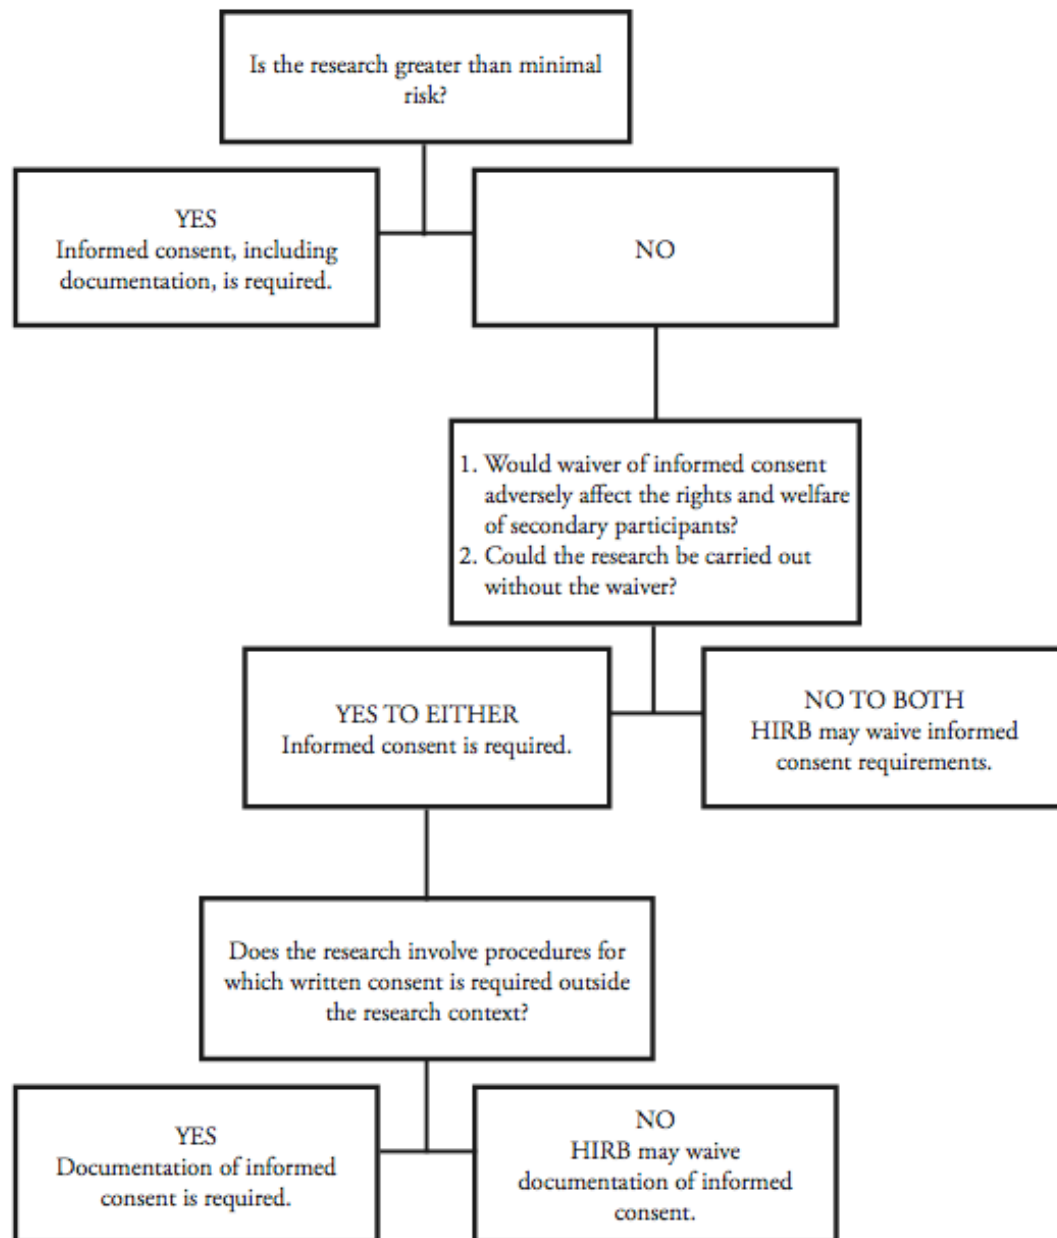 Is the research greater than minimal
risk?
YES
Informed consent, including
documentation, is required.
NO
1. Would waiver of informed consent
adversely affect the rights and welfare
of secondary participants?
2. Could the research be carried out
without the waiver?
YES TO EITHER
Informed consent is required.
NO TO BOTH
HIRB may waive informed
consent requirements.
Does the research involve procedures for
which written consent is required outside
the research context?
YES
Documentation of informed
consent is required.
NO
HIRB may waive
documentation of informed
consent.